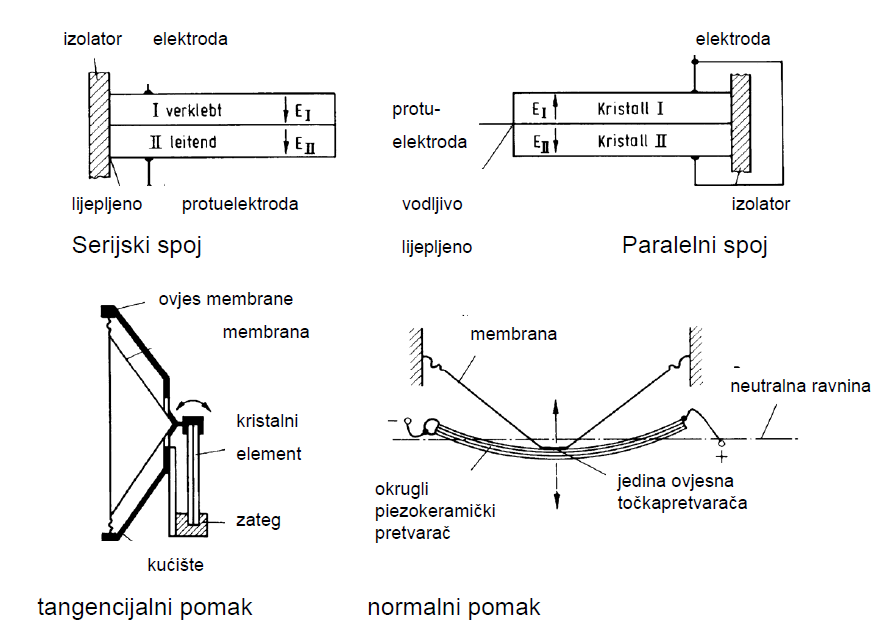 izolator elektroda
I verklebt E I
II leitend E II
lijepljeno protuelektroda
Serijski spoj
elektroda
protu-
elektroda
E I Kristall I
E II Kristall II
vodljivo
lijepljeno
izolator
Paralelni spoj
ovjes membrane
membrana
kristalni
element
zateg
kućište
tangencijalni pomak
membrana
neutralna ravnina
-
+
okrugli
piezokeramički
pretvarač
jedina ovjesna
točkapretvarača
normalni pomak